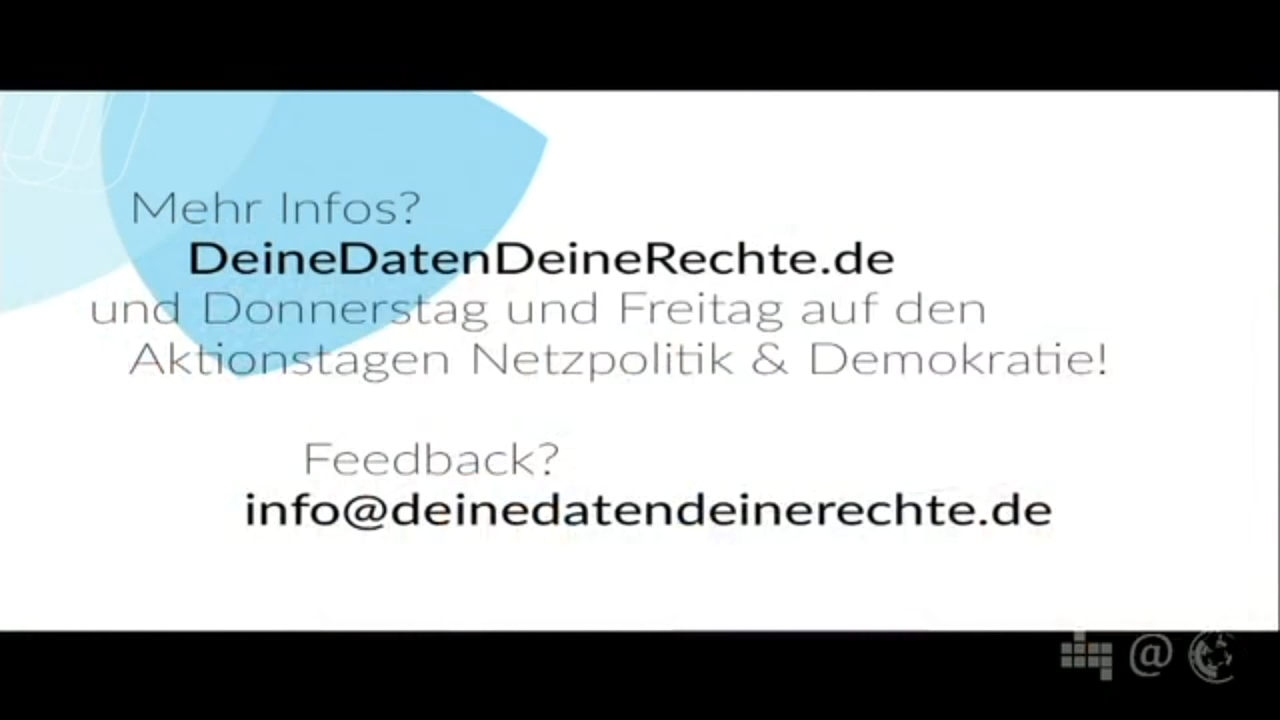 Mehr Infos?
DeineDatenDeineRechte.de
und Donnerstag und Freitag auf den
Aktionstagen Netzpolitik & Demokratie!
Feedback?
info@deinedatendeinerechte.de
@